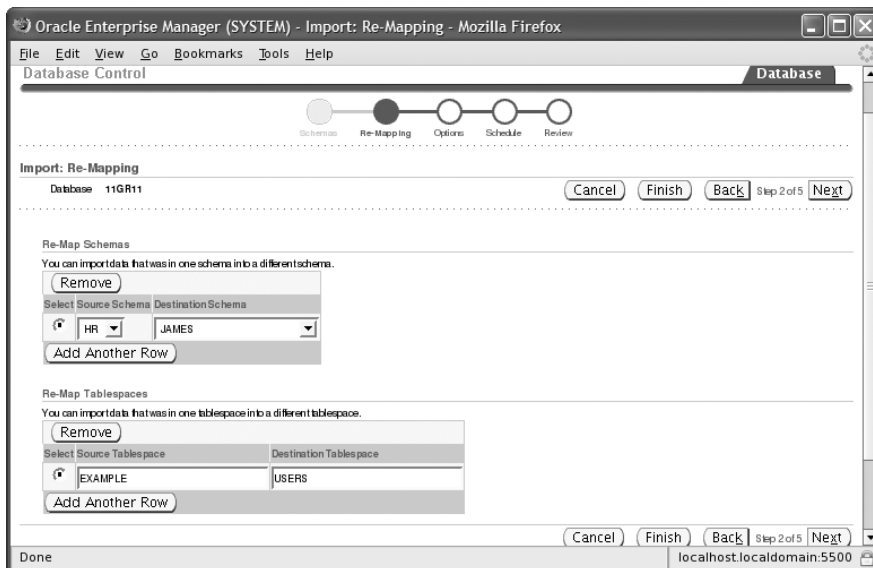 Oracle Enterprise Manager (SYSTEM) - Import: Re-Mapping - Mozilla Firefox
File Edit View Go Bookmarks Tools Help
Database Control Database
Schemas Re-Mapping Options Schedule Review
Import: Re-Mapping
Database 11GR11 Cancel Finish Back Step 2 of 5 Next
Re-Map Schemas
You can import data that was in one schema into a different schema.
Remove
Select Source Schema Destination Schema
HR JAMES
Add Another Row
Re-Map Tablespaces
You can import data that was in one tablespace into a different tablespace.
Remove
Select Source Tablespace Destination Tablespace
EXAMPLE USERS
Add Another Row
Cancel Finish Back Step 2 of 5 Next
Done localhost.localdomain:5500